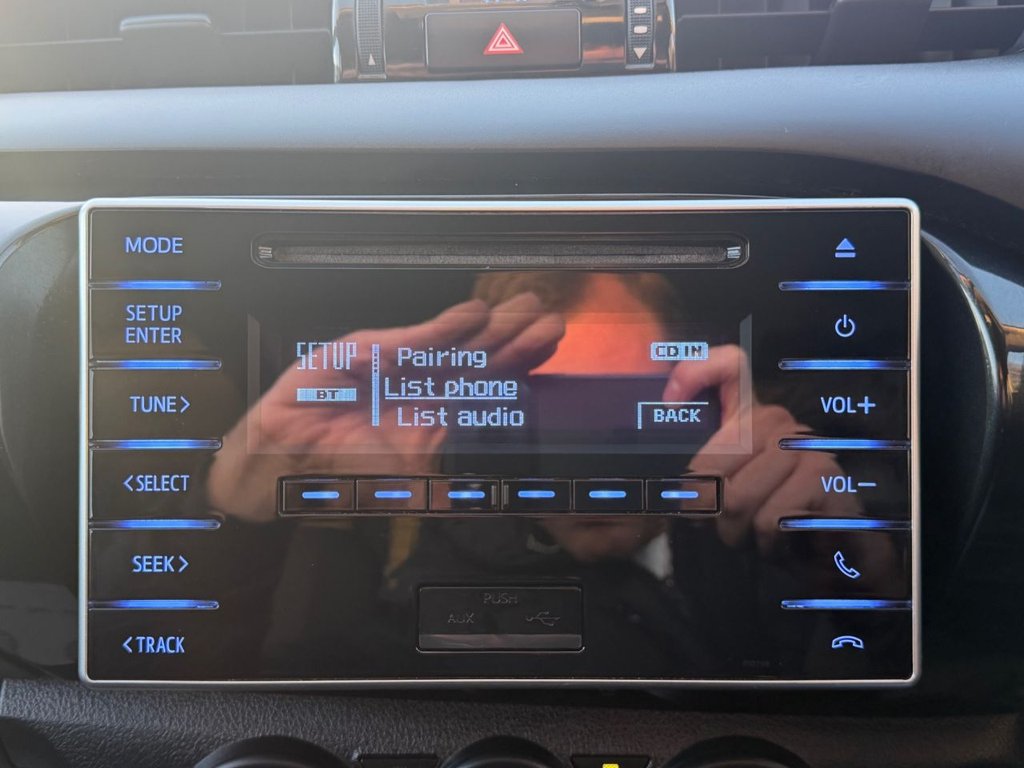 MODE
SETUP
ENTER
TUNE>
<SELECT
SEEK>
<TRACK
SETUP
BT
Pairing
List phone
List audio
CD IN
BACK
VOL+
VOL−
PUSH
AUX